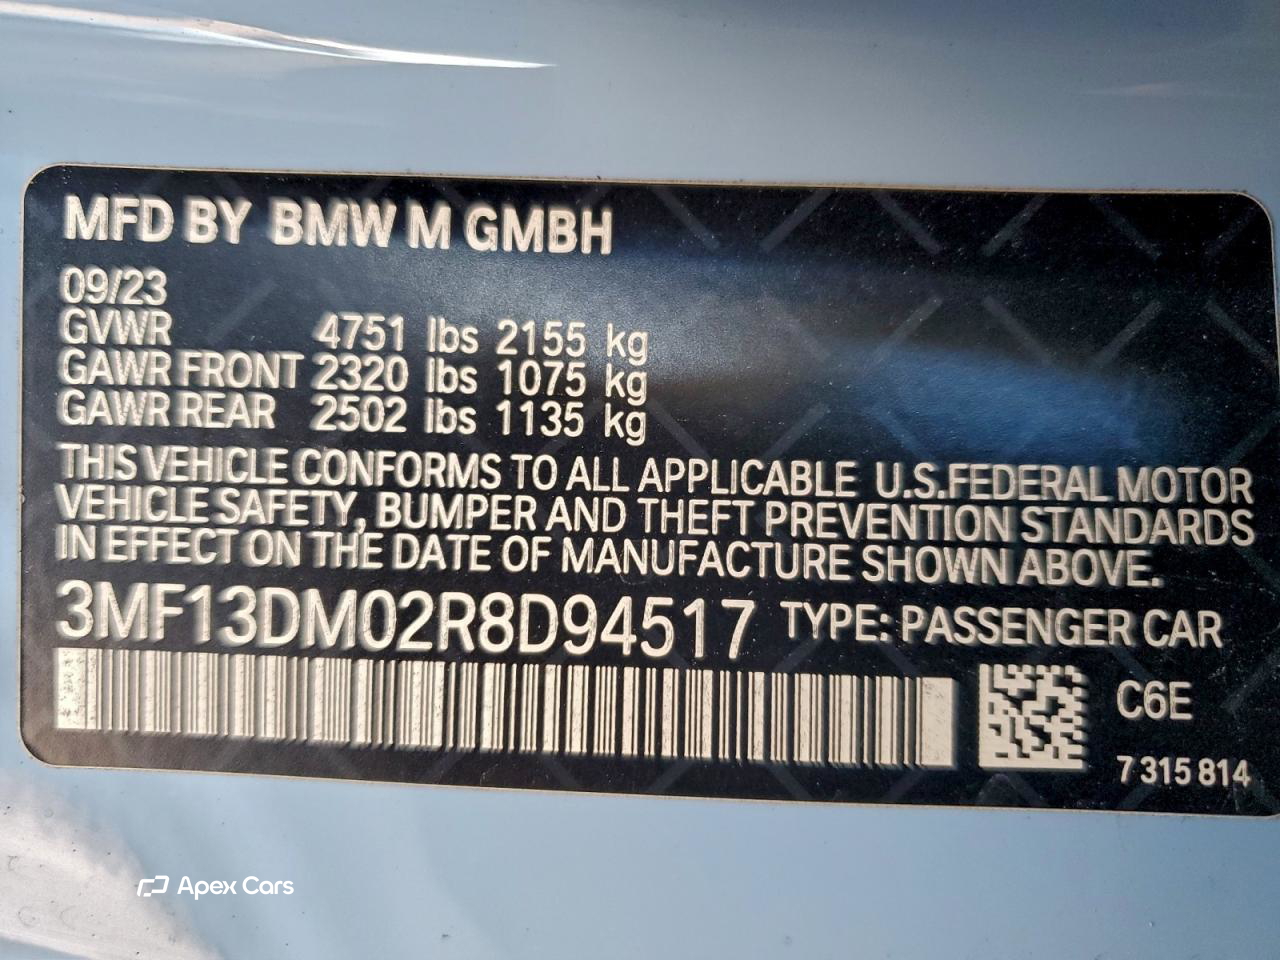 MFD BY BMW M GMBH
09/23
GVWR 4751 lbs 2155 kg
GAWR FRONT 2320 lbs 1075 kg
GAWR REAR 2502 lbs 1135 kg
THIS VEHICLE CONFORMS TO ALL APPLICABLE U.S.FEDERAL MOTOR
VEHICLE SAFETY, BUMPER AND THEFT PREVENTION STANDARDS
IN EFFECT ON THE DATE OF MANUFACTURE SHOWN ABOVE.
3MF13DM02R8D94517 TYPE: PASSENGER CAR
C6E
7 315 814
Apex Cars